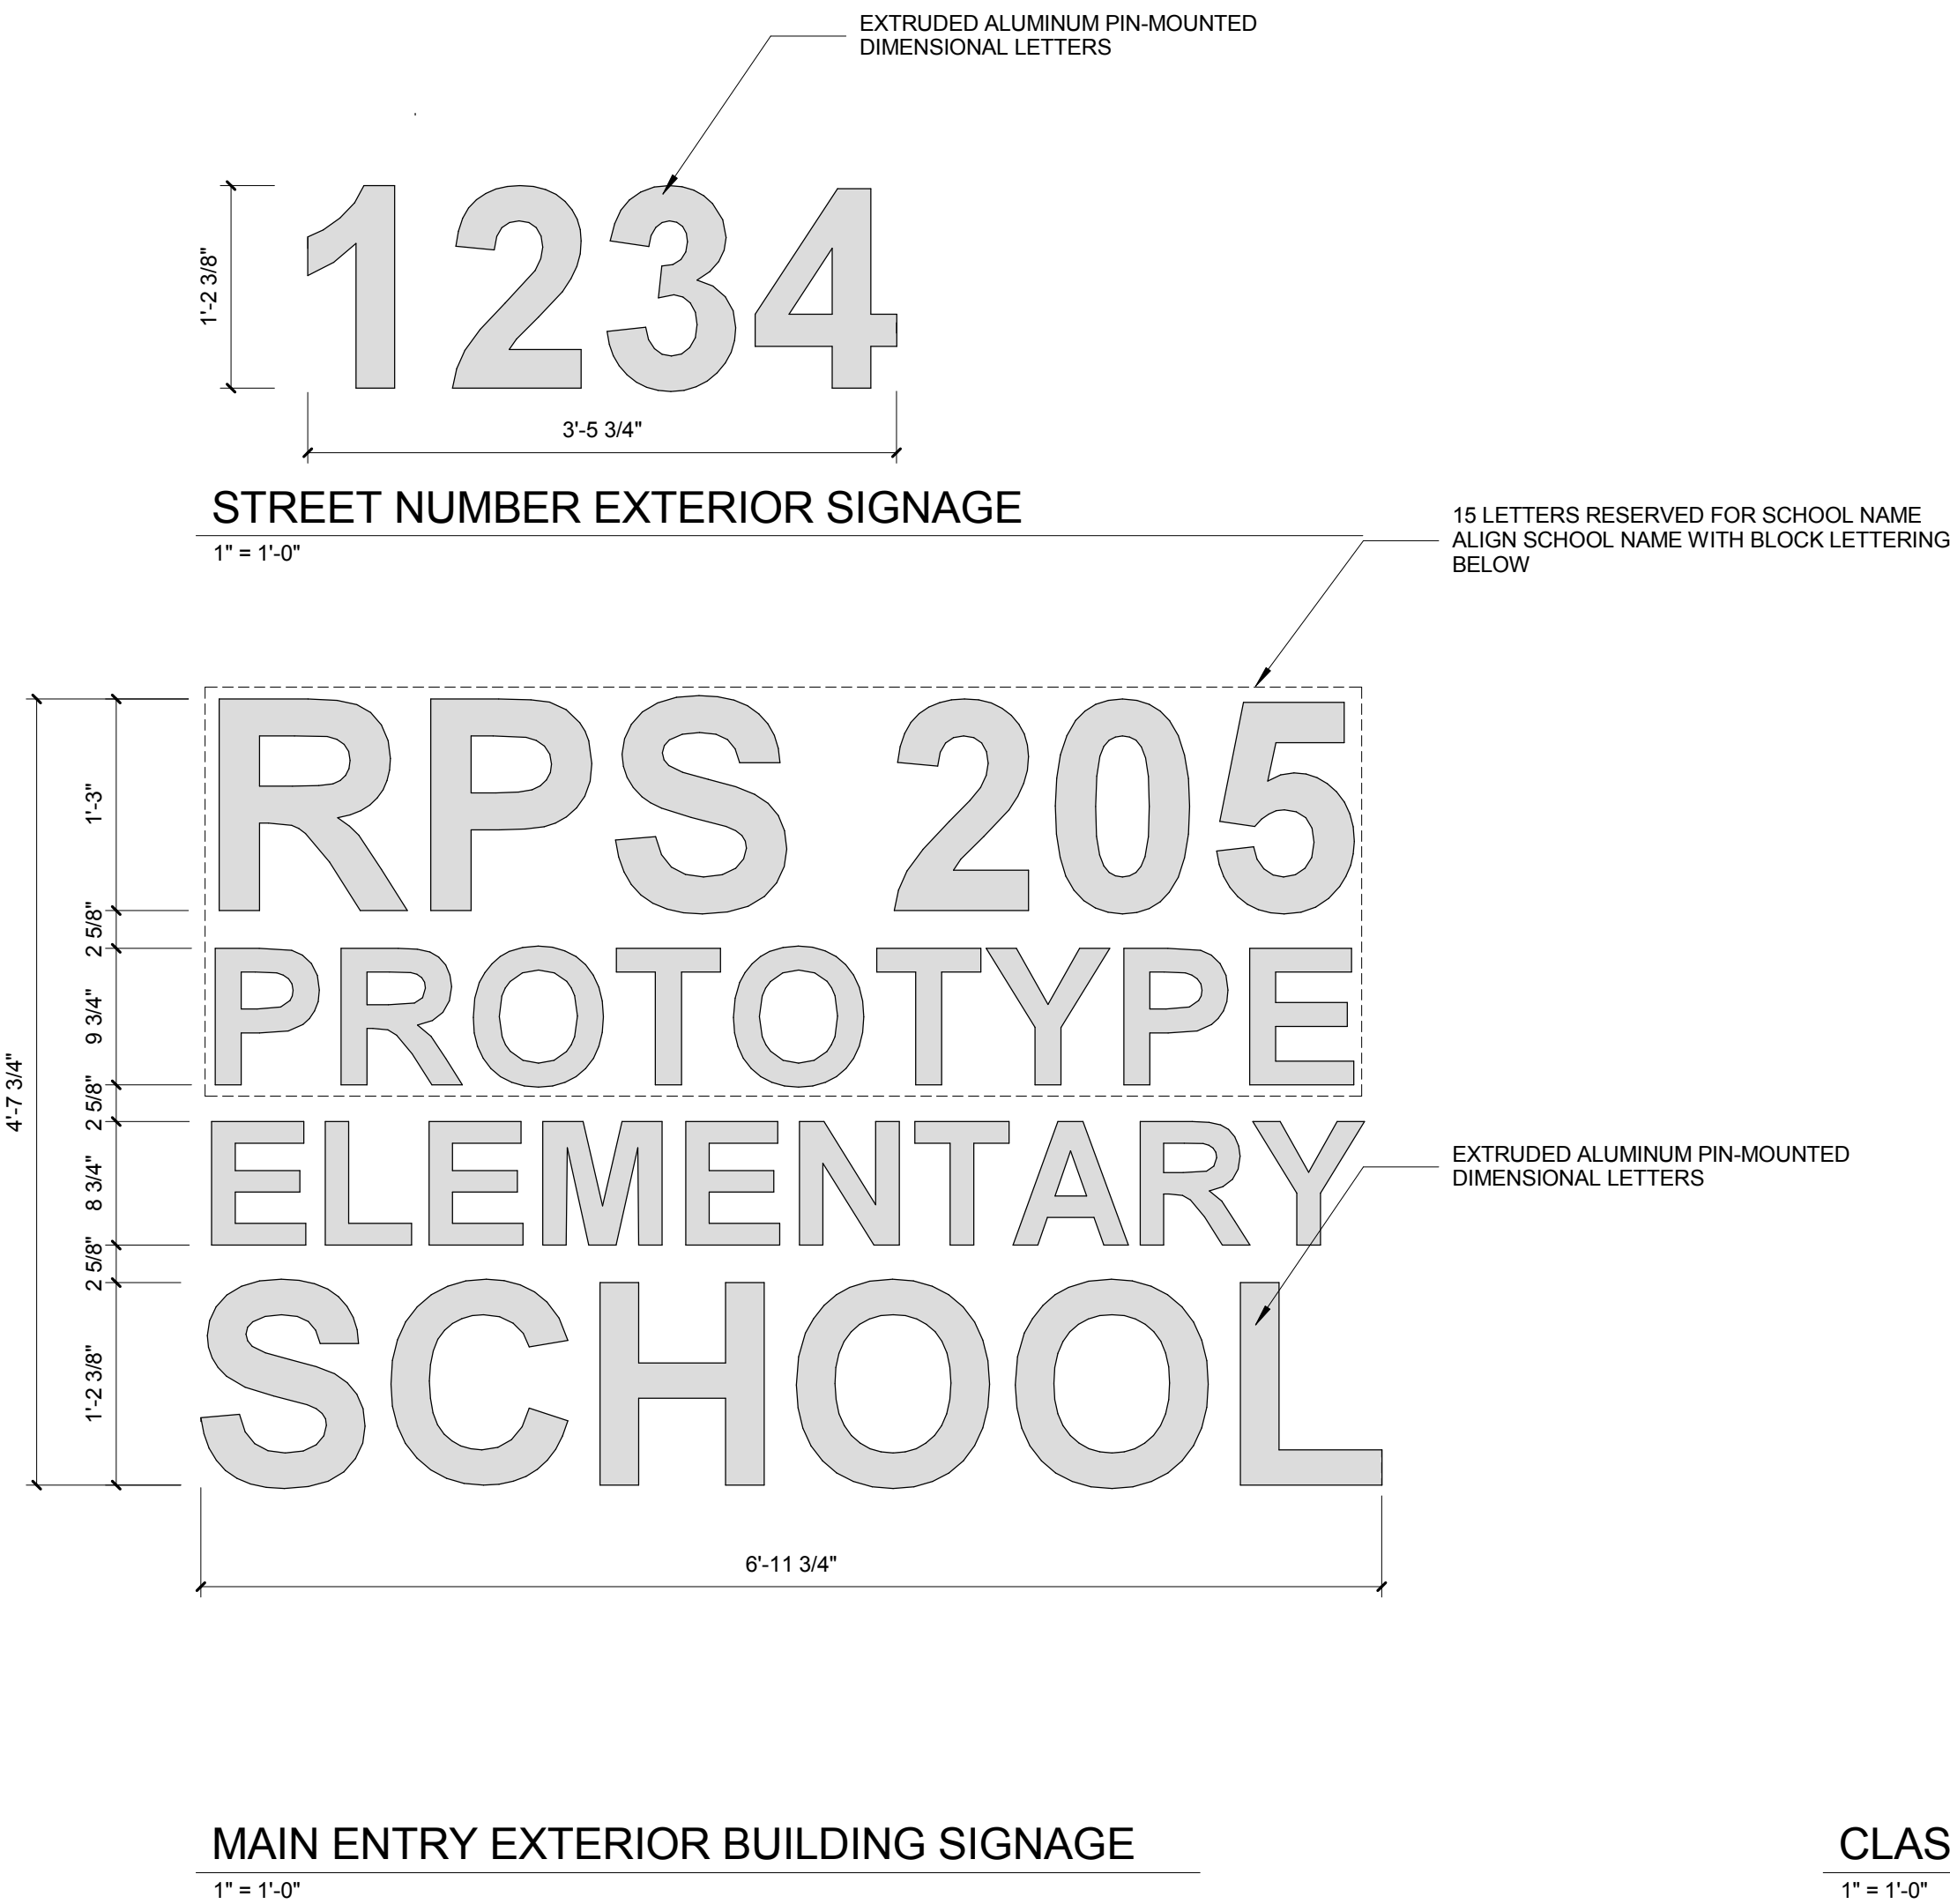 EXTRUDED ALUMINUM PIN-MOUNTED
DIMENSIONAL LETTERS
1'-2 3/8"
1234
3'-5 3/4"
STREET NUMBER EXTERIOR SIGNAGE
1" = 1'-0"
15 LETTERS RESERVED FOR SCHOOL NAME
ALIGN SCHOOL NAME WITH BLOCK LETTERING
BELOW
4'-7 3/4"
1'-3"
RPS 205
2 5/8"
9 3/4"
PROTOTYPE
2 5/8"
8 3/4"
ELEMENTARY
EXTRUDED ALUMINUM PIN-MOUNTED
DIMENSIONAL LETTERS
2 5/8"
1'-2 3/8"
SCHOOL
6'-11 3/4"
MAIN ENTRY EXTERIOR BUILDING SIGNAGE
1" = 1'-0"
CLAS
1" = 1'-0"